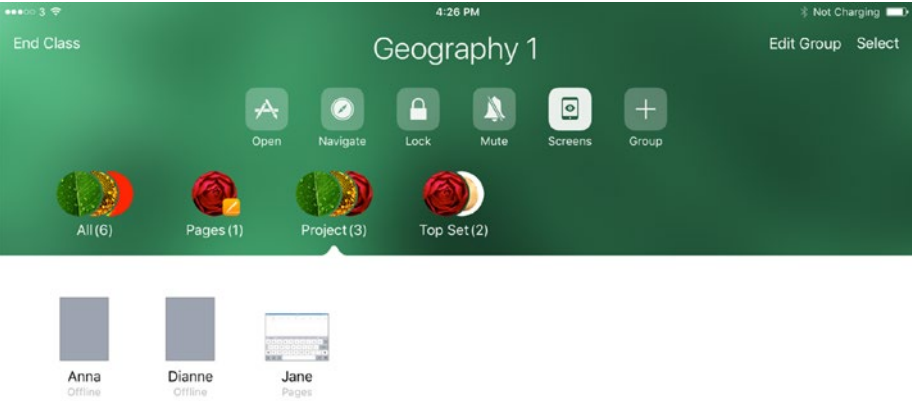 3 4:26 PM Not Charging
End Class Geography 1 Edit Group Select
Open Navigate Lock Mute Screens Group
All (6) Pages (1) Project (3) Top Set (2)
Anna Dianne Jane
Offline Offline Pages